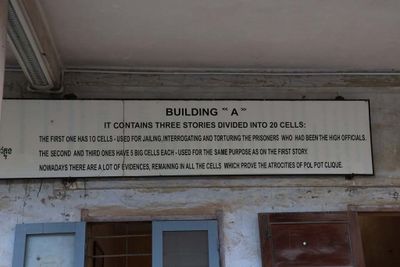 BUILDING “ A ”
IT CONTAINS THREE STORIES DIVIDED INTO 20 CELLS:
THE FIRST ONE HAS 10 CELLS - USED FOR JAILING, INTERROGATING AND TORTURING THE PRISONERS WHO HAD BEEN THE HIGH OFFICIALS.
THE SECOND AND THIRD ONES HAVE 5 BIG CELLS EACH - USED FOR THE SAME PURPOSE AS ON THE FIRST STORY.
NOWADAYS THERE ARE A LOT OF EVIDENCES, REMAINING IN ALL THE CELLS WHICH PROVE THE ATROCITIES OF POL POT CLIQUE.